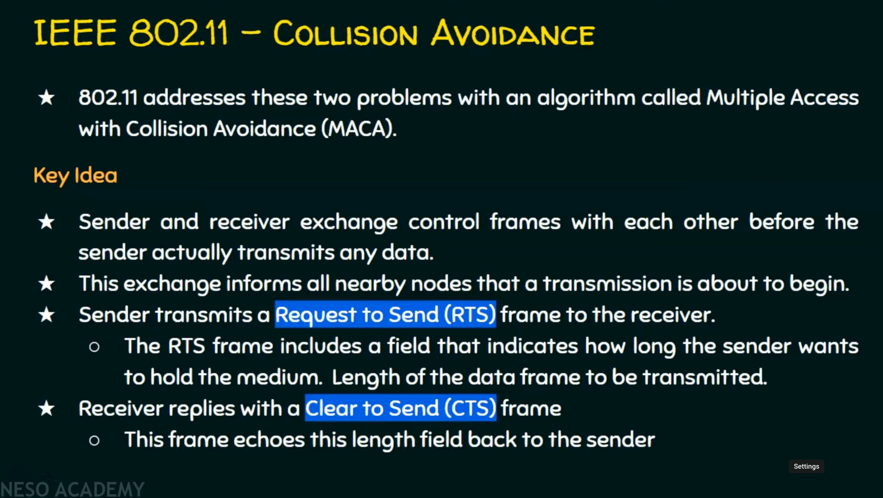 IEEE 802.11 – COLLISION AVOIDANCE
★ 802.11 addresses these two problems with an algorithm called Multiple Access
with Collision Avoidance (MACA).
Key Idea
★ Sender and receiver exchange control frames with each other before the
sender actually transmits any data.
★ This exchange informs all nearby nodes that a transmission is about to begin.
★ Sender transmits a Request to Send (RTS) frame to the receiver.
○ The RTS frame includes a field that indicates how long the sender wants
to hold the medium. Length of the data frame to be transmitted.
★ Receiver replies with a Clear to Send (CTS) frame
○ This frame echoes this length field back to the sender
Settings
NESO ACADEMY